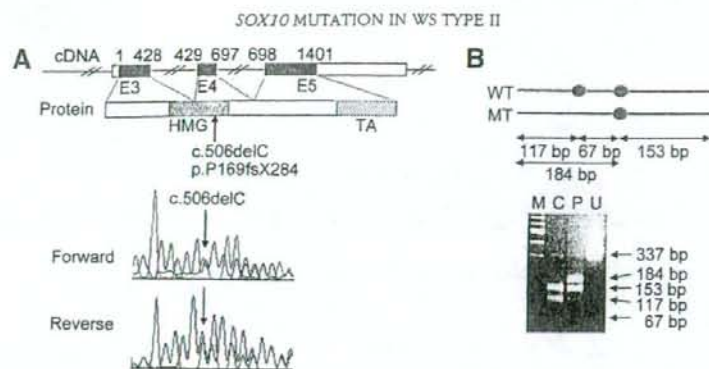 SOX10 MUTATION IN WS TYPE II
A
cDNA 1 428 429 697 698 1401
E3 E4 E5
Protein
HMG TA
c.506delC
p.P169fsX284
c.506delC
Forward
Reverse
B
WT
MT
117 bp 67 bp 153 bp
184 bp
M C P U
337 bp
184 bp
153 bp
117 bp
67 bp